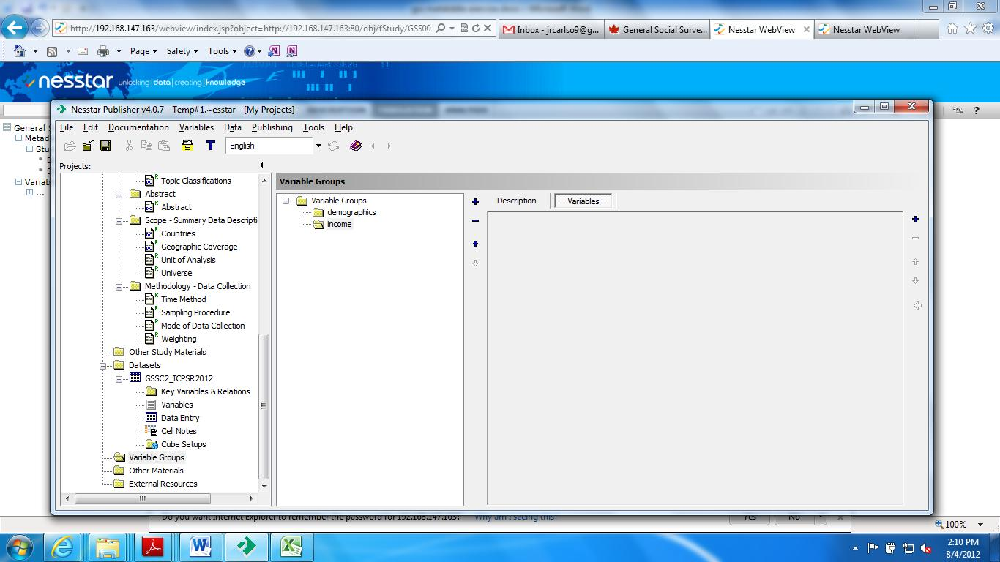 http://192.168.147.163/webview/index.jsp?object=http://192.168.147.163:80/obj/fStudy/GSS00
Inbox - jrcarlso9@g...
General Social Surve...
Nesstar WebView
Nesstar WebView
Page
Safety
Tools
nesstar unlocking|data|creating|knowledge
Nesstar Publisher v4.0.7 - Temp#1.~esstar - [My Projects]
File Edit Documentation Variables Data Publishing Tools Help
English
General
Metad
Stu
Variab
...
Projects:
Topic Classifications
Abstract
Abstract
Scope - Summary Data Descripti
Countries
Geographic Coverage
Unit of Analysis
Universe
Methodology - Data Collection
Time Method
Sampling Procedure
Mode of Data Collection
Weighting
Other Study Materials
Datasets
GSSC2_ICPSR2012
Key Variables & Relations
Variables
Data Entry
Cell Notes
Cube Setups
Variable Groups
Other Materials
External Resources
Variable Groups
Variable Groups
demographics
income
Description
Variables
Do you want Internet Explorer to remember the password for 192.168.147.163? Why am I seeing this? Yes No
100%
2:10 PM
8/4/2012